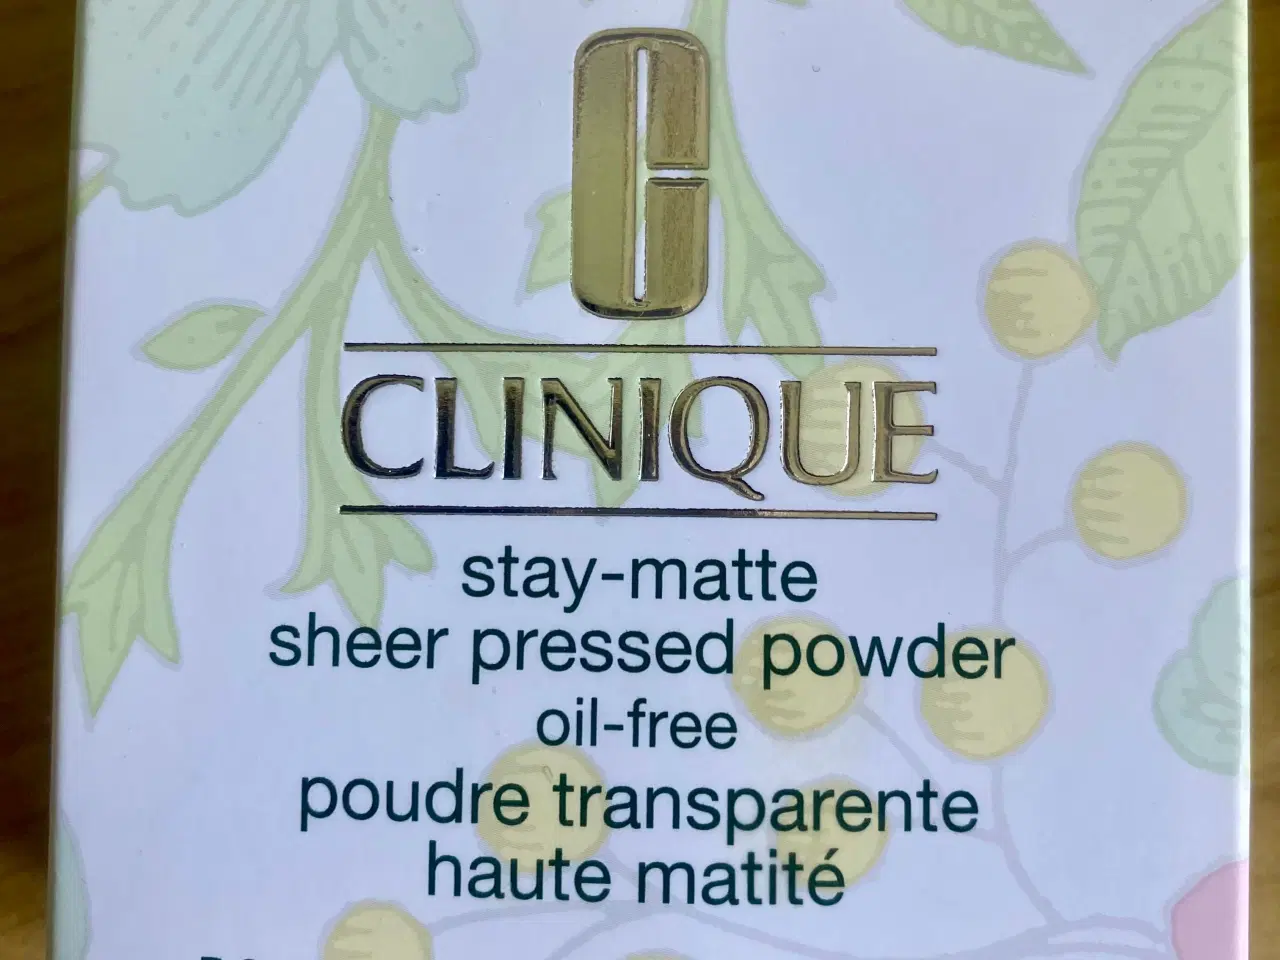 C
CLINIQUE
stay-matte
sheer pressed powder
oil-free
poudre transparente
haute matité